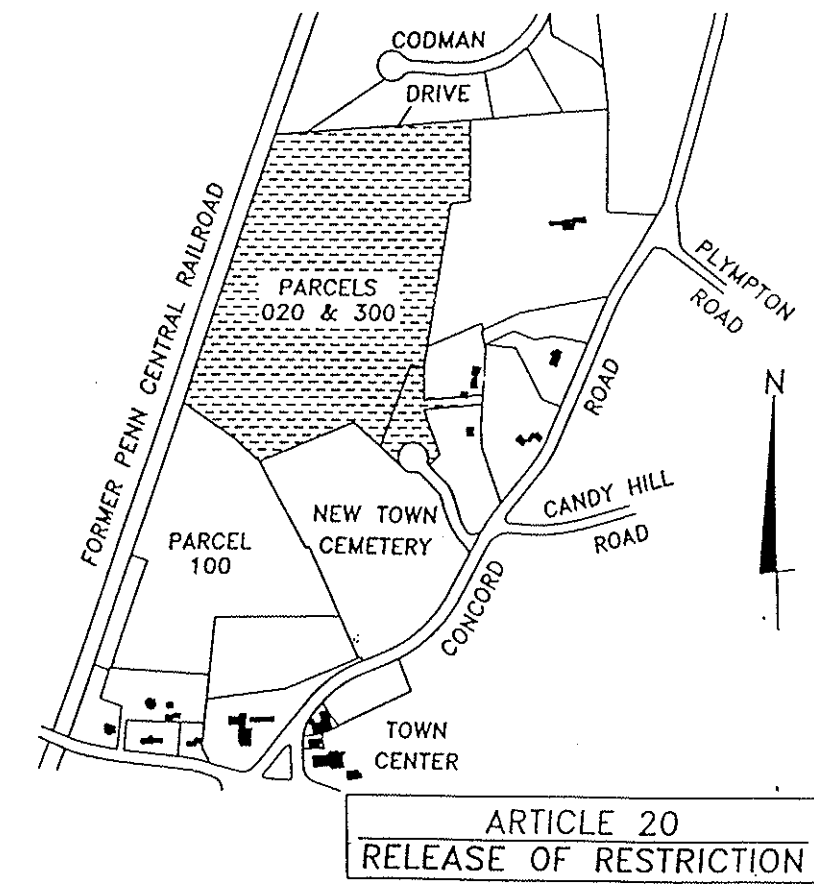 CODMAN
DRIVE
FORMER PENN CENTRAL RAILROAD
PARCELS
020 & 300
PLYMPTON
ROAD
N
ROAD
CANDY HILL
ROAD
NEW TOWN
CEMETERY
PARCEL
100
CONCORD
TOWN
CENTER
ARTICLE 20
RELEASE OF RESTRICTION